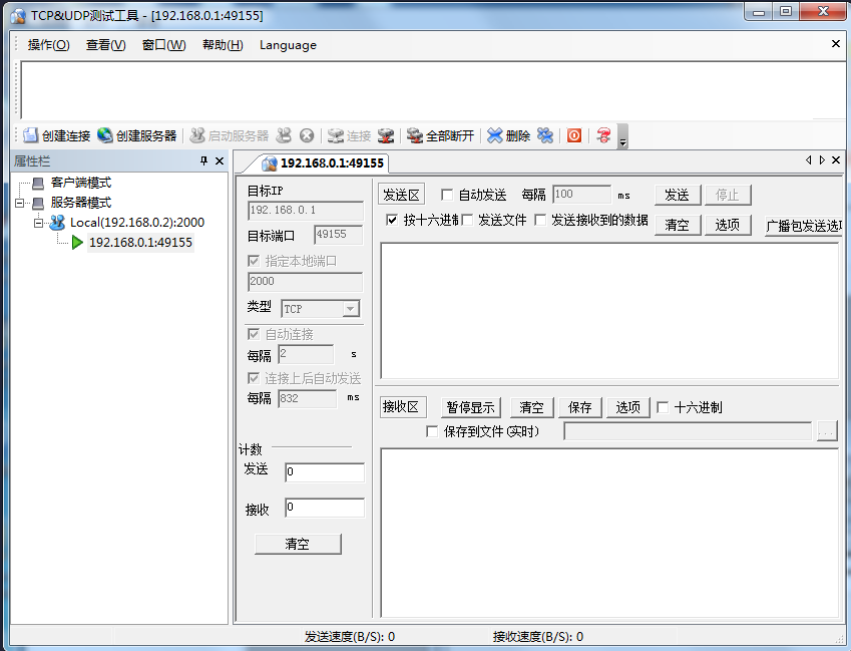 TCP&UDP测试工具 - [192.168.0.1:49155]
操作(O) 查看(V) 窗口(W) 帮助(H) Language
创建连接 创建服务器 启动服务器 连接 全部断开 删除
属性栏
客户端模式
服务器模式
Local(192.168.0.2):2000
192.168.0.1:49155
192.168.0.1:49155
目标IP
192.168.0.1
目标端口 49155
指定本地端口
2000
类型 TCP
自动连接
每隔 2 s
连接上后自动发送
每隔 832 ms
计数
发送 0
接收 0
清空
发送区 自动发送 每隔 100 ms 发送 停止
按十六进制 发送文件 发送接收到的数据 清空 选项 广播包发送选
接收区 暂停显示 清空 保存 选项 十六进制
保存到文件(实时) ...
发送速度(B/S): 0 接收速度(B/S): 0